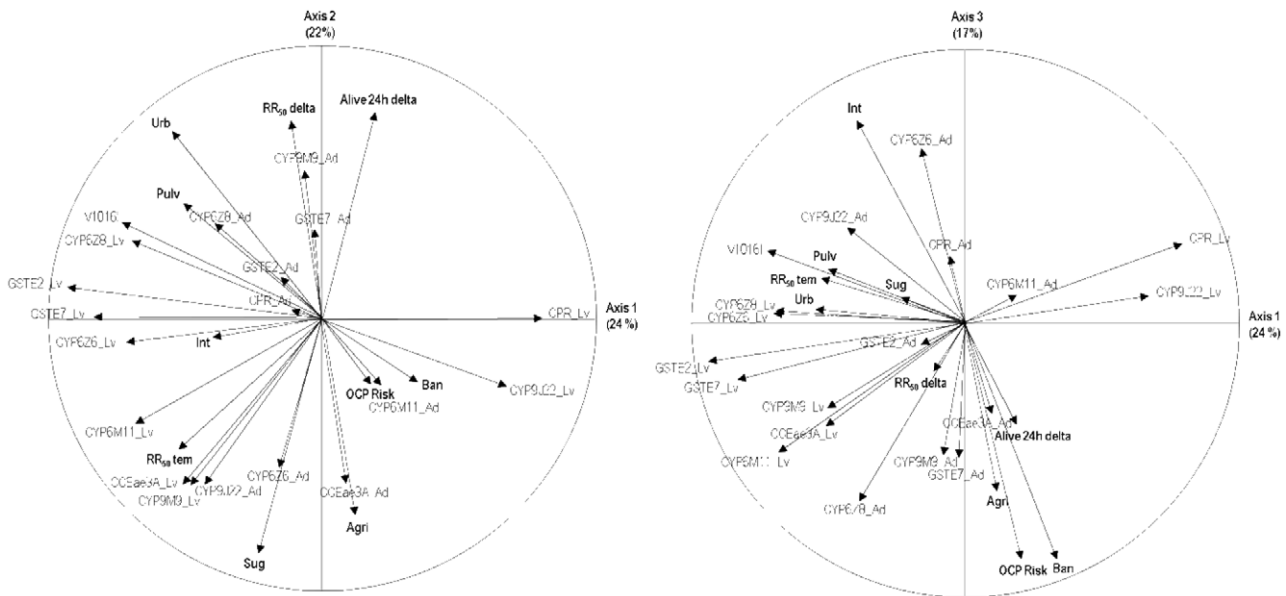 Axis 2
(22%)
RR50 delta
Alive 24h delta
Urb
CYP9M9_Ad
Pulv
CYP6Z8_Ad
GSTE7_Ad
V1016I
CYP6Z8_Lv
GSTE2_Ad
GSTE2_Lv
CPR_Ad
GSTE7_Lv
CPR_Lv
Axis 1
(24 %)
Int
CYP6Z6_Lv
OCP Risk
Ban
CYP9J22_Lv
CYP6M11_Ad
CYP6M11_Lv
RR50 tem
CYP6Z6_Ad
CCEae3A_Lv
CYP9J22_Ad
CCEae3A_Ad
CYP9M9_Lv
Agri
Sug
Axis 3
(17%)
Int
CYP6Z6_Ad
CYP9J22_Ad
CPR_Lv
CPR_Ad
V1016I
Pulv
RR50 tem
Sug
CYP6M11_Ad
CYP9J22_Lv
CYP6Z8_Lv
Urb
CYP6Z6_Lv
Axis 1
(24 %)
GSTE2_Ad
GSTE2_Lv
GSTE7_Lv
RR50 delta
CYP9M9_Lv
CCEae3A_Ad
CCEae3A_Lv
Alive 24h delta
CYP6M11_Lv
CYP9M9_Ad
GSTE7_Ad
Agri
CYP6Z8_Ad
OCP Risk
Ban